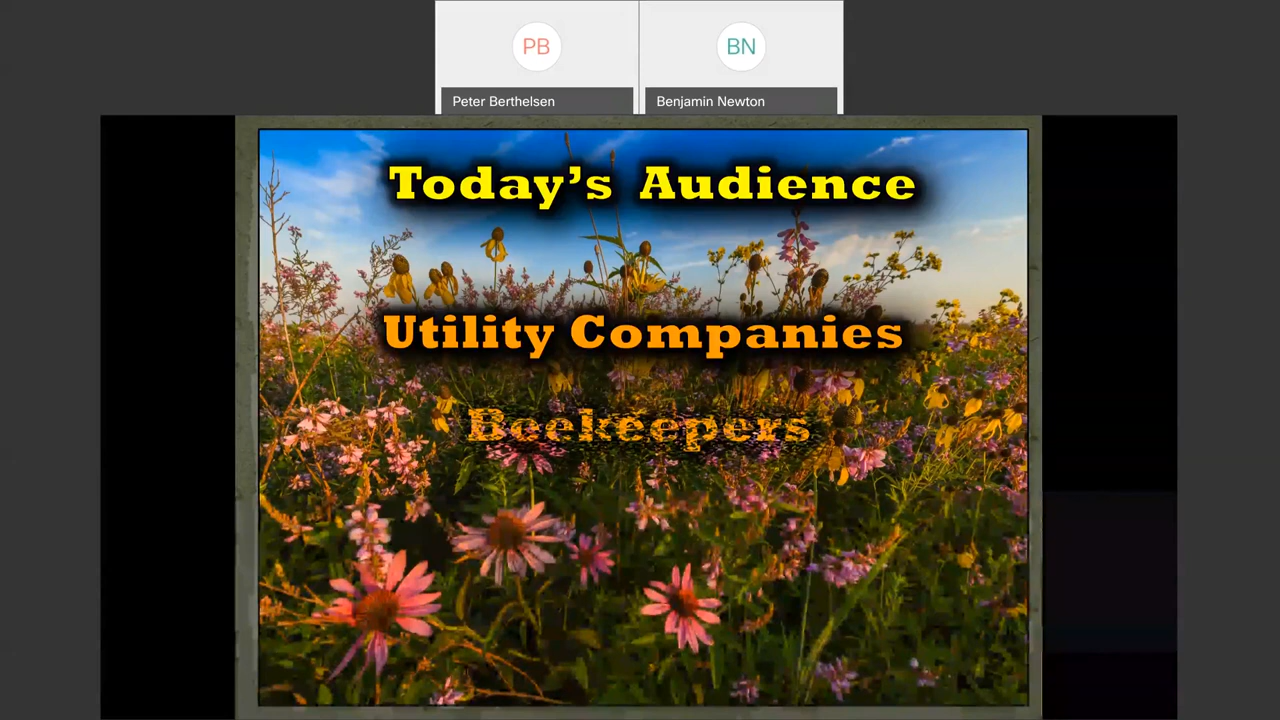 PB
BN
Peter Berthelsen
Benjamin Newton
Today's Audience
Utility Companies
Beekeepers